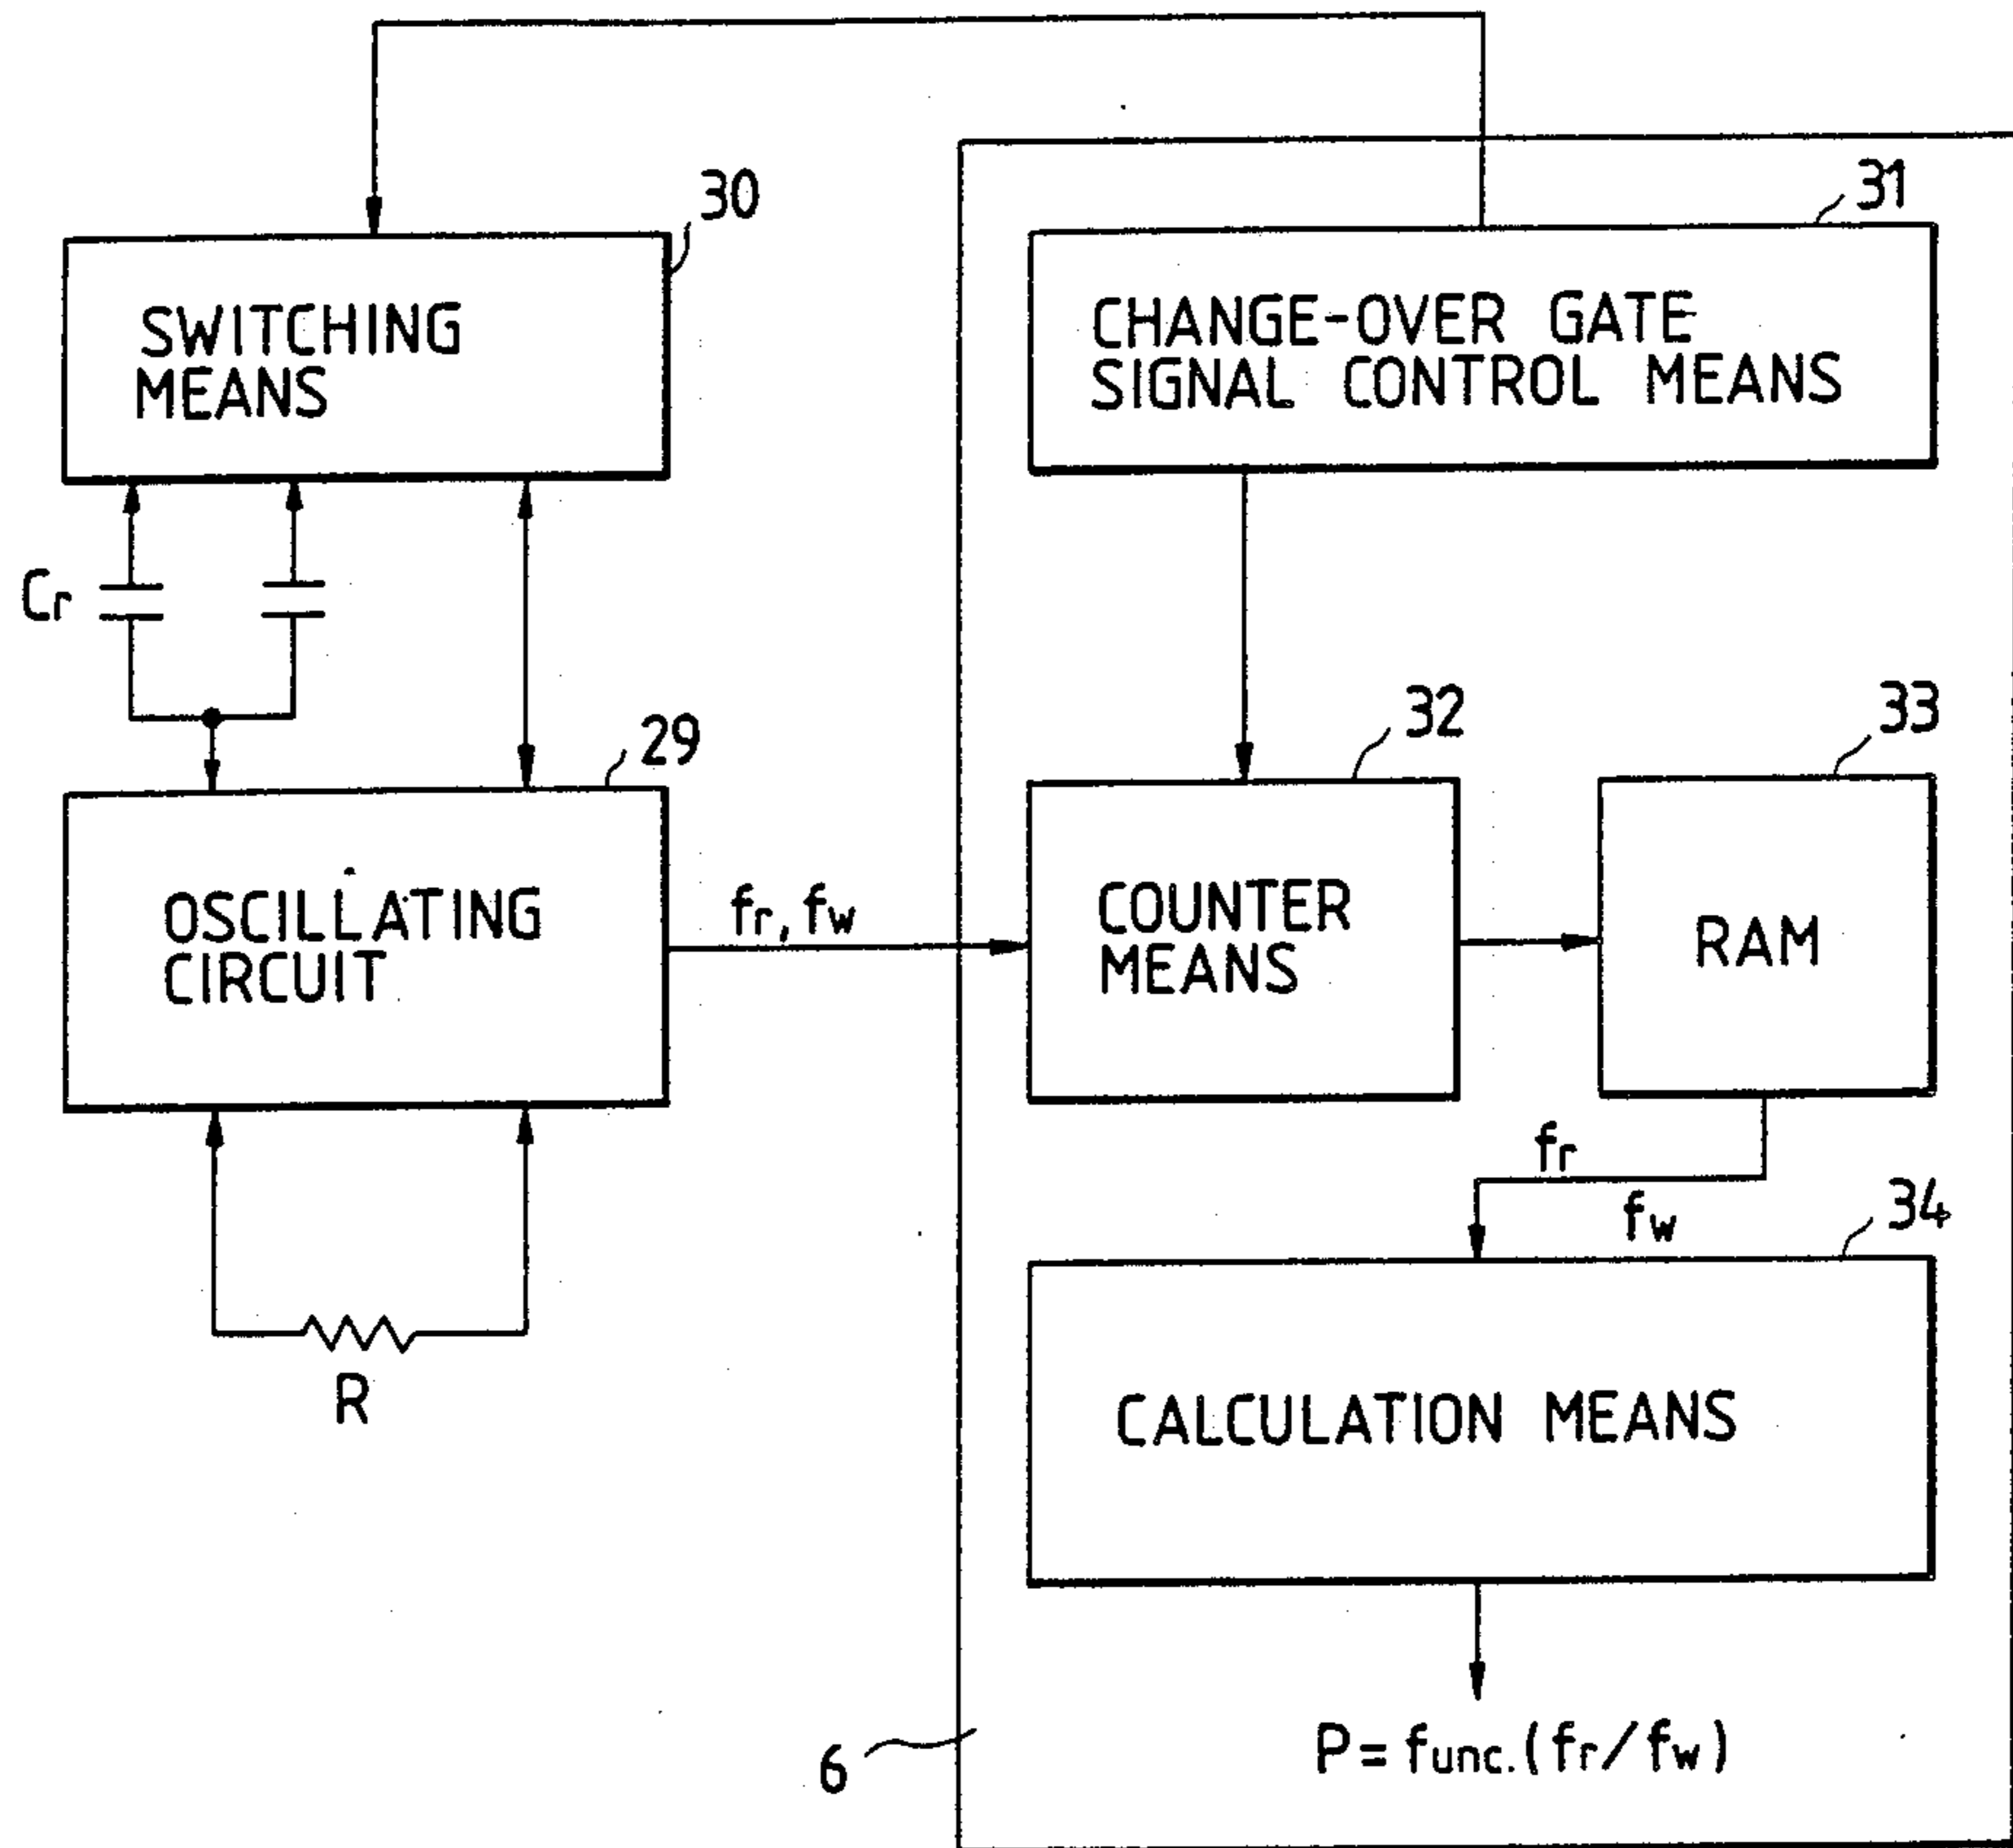 30
31
SWITCHING
MEANS
CHANGE-OVER GATE
SIGNAL CONTROL MEANS
Cr
29
32
33
OSCILLATING
CIRCUIT
fr, fw
COUNTER
MEANS
RAM
fr
fw
34
R
CALCULATION MEANS
6
P=func.(fr/fw)